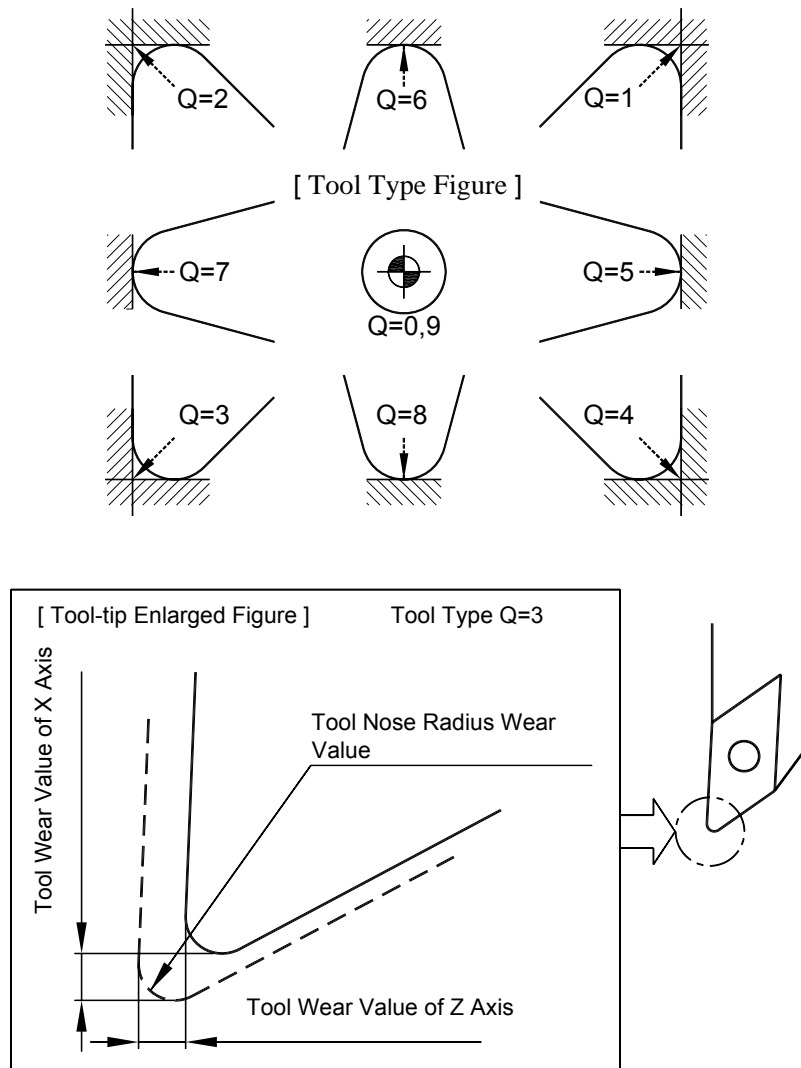 Q=2
Q=6
Q=1
[ Tool Type Figure ]
Q=7
Q=5
Q=0,9
Q=3
Q=8
Q=4
[ Tool-tip Enlarged Figure ]
Tool Type Q=3
Tool Wear Value of X Axis
Tool Nose Radius Wear
Value
Tool Wear Value of Z Axis